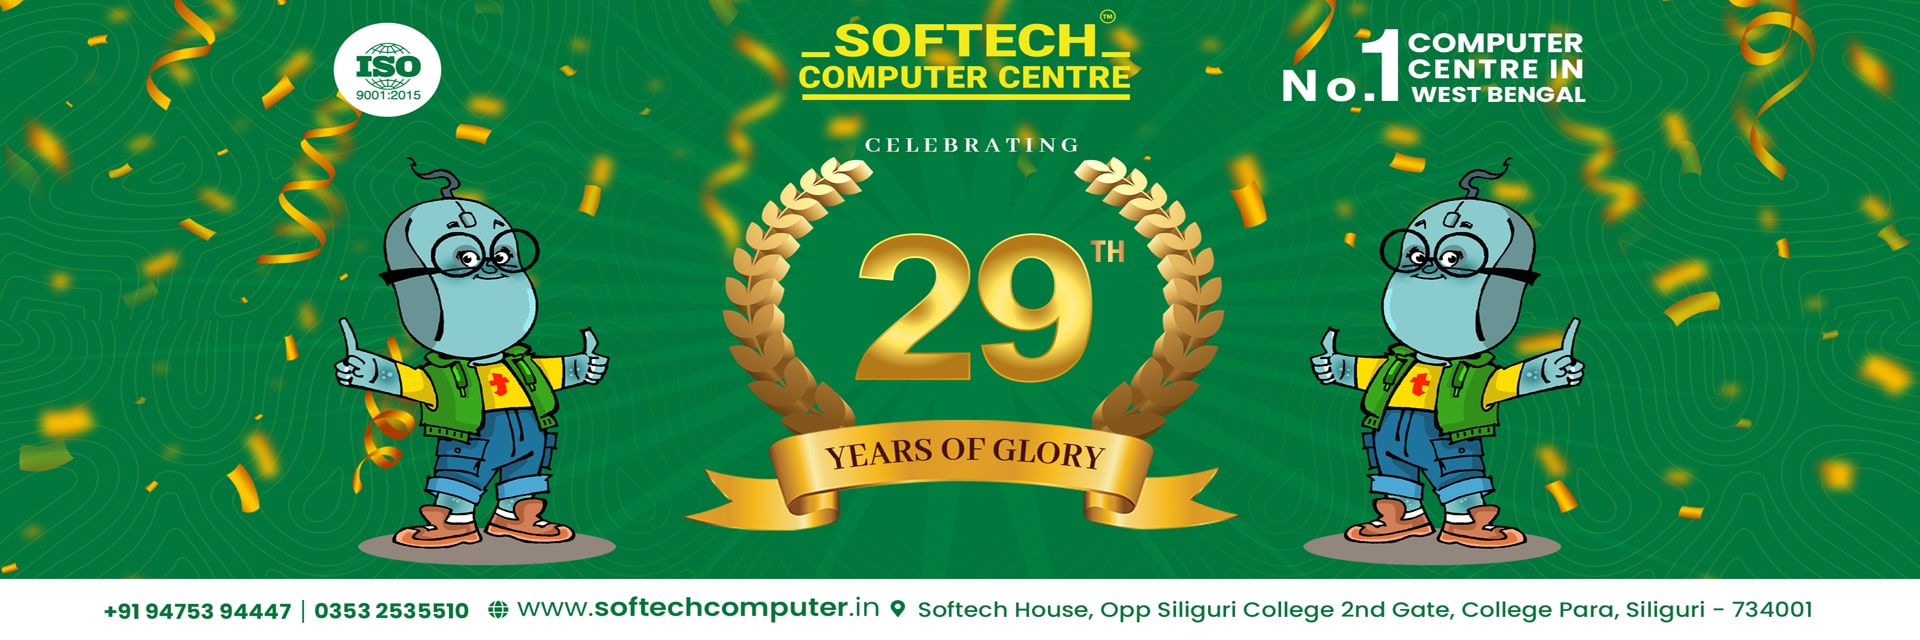 ISO
9001:2015
_SOFTECH_™
COMPUTER CENTRE
No.1 COMPUTER
CENTRE IN
WEST BENGAL
CELEBRATING
29TH
YEARS OF GLORY
t
t
+91 94753 94447 | 0353 2535510 www.softechcomputer.in Softech House, Opp Siliguri College 2nd Gate, College Para, Siliguri - 734001